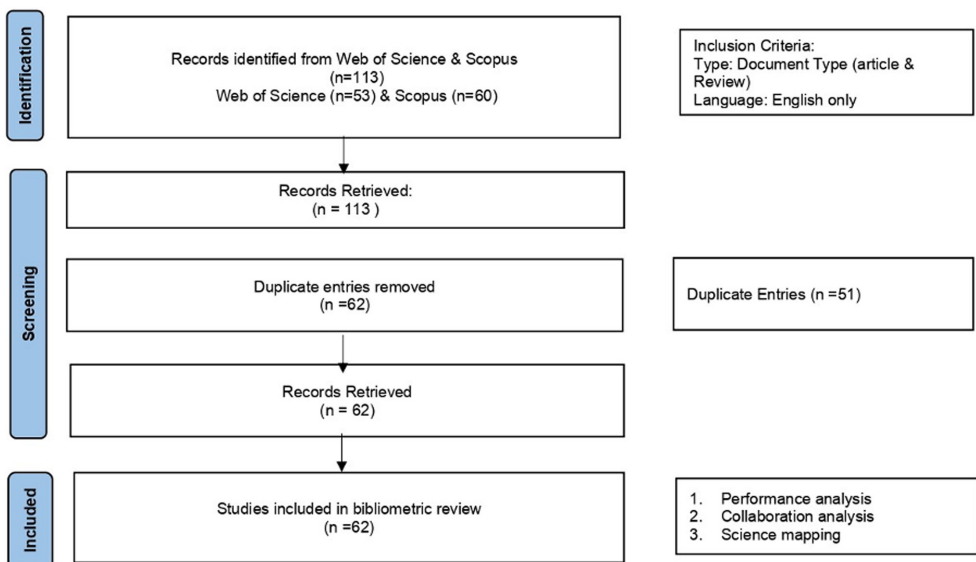 Identification
Records identified from Web of Science & Scopus
(n=113)
Web of Science (n=53) & Scopus (n=60)
Inclusion Criteria:
Type: Document Type (article &
Review)
Language: English only
Screening
Records Retrieved:
(n = 113 )
Duplicate entries removed
(n =62)
Duplicate Entries (n =51)
Records Retrieved
(n = 62)
Included
Studies included in bibliometric review
(n =62)
1. Performance analysis
2. Collaboration analysis
3. Science mapping